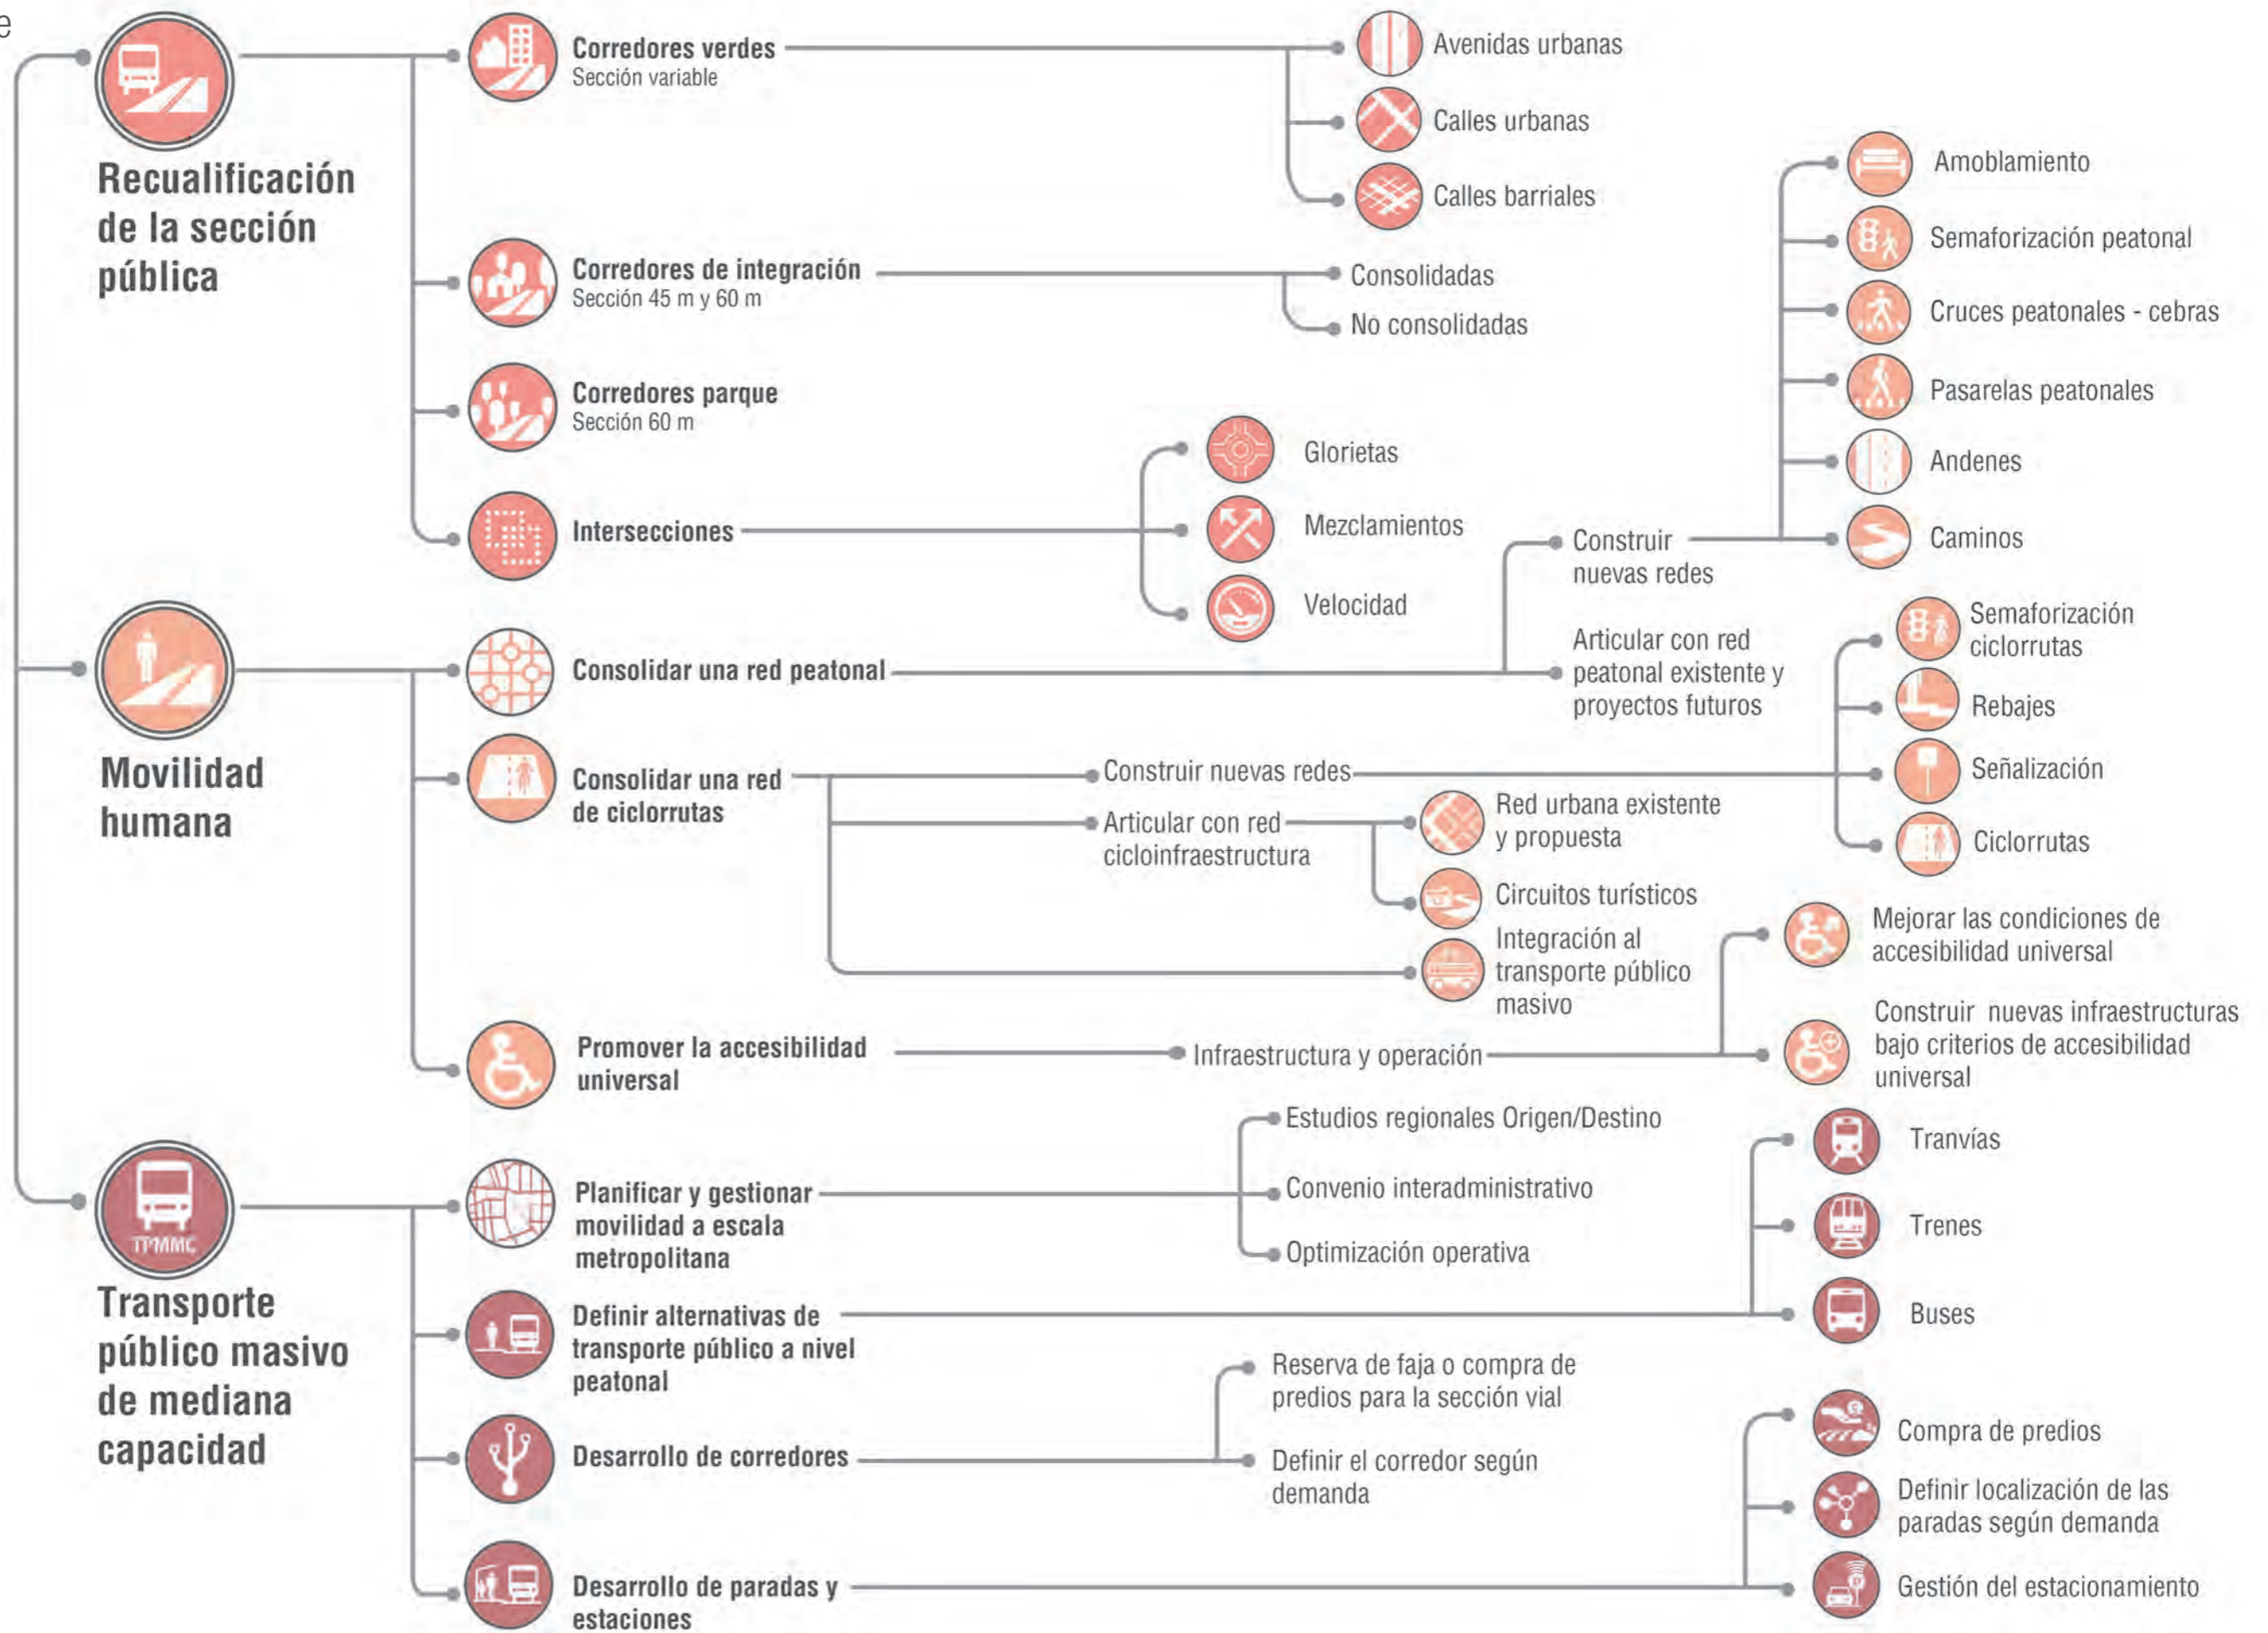 e
Recualificación
de la sección
pública
Corredores verdes
Sección variable
Avenidas urbanas
Calles urbanas
Calles barriales
Corredores de integración
Sección 45 m y 60 m
Consolidadas
No consolidadas
Corredores parque
Sección 60 m
Intersecciones
Glorietas
Mezclamientos
Velocidad
Movilidad
humana
Consolidar una red peatonal
Construir
nuevas redes
Amoblamiento
Semaforización peatonal
Cruces peatonales - cebras
Pasarelas peatonales
Andenes
Caminos
Articular con red
peatonal existente y
proyectos futuros
Consolidar una red
de ciclorrutas
Construir nuevas redes
Semaforización
ciclorrutas
Rebajes
Señalización
Ciclorrutas
Articular con red
cicloinfraestructura
Red urbana existente
y propuesta
Circuitos turísticos
Integración al
transporte público
masivo
Promover la accesibilidad
universal
Infraestructura y operación
Mejorar las condiciones de
accesibilidad universal
Construir nuevas infraestructuras
bajo criterios de accesibilidad
universal
TPMMC
Transporte
público masivo
de mediana
capacidad
Planificar y gestionar
movilidad a escala
metropolitana
Estudios regionales Origen/Destino
Convenio interadministrativo
Optimización operativa
Definir alternativas de
transporte público a nivel
peatonal
Tranvías
Trenes
Buses
Desarrollo de corredores
Reserva de faja o compra de
predios para la sección vial
Definir el corredor según
demanda
Desarrollo de paradas y
estaciones
Compra de predios
Definir localización de las
paradas según demanda
Gestión del estacionamiento